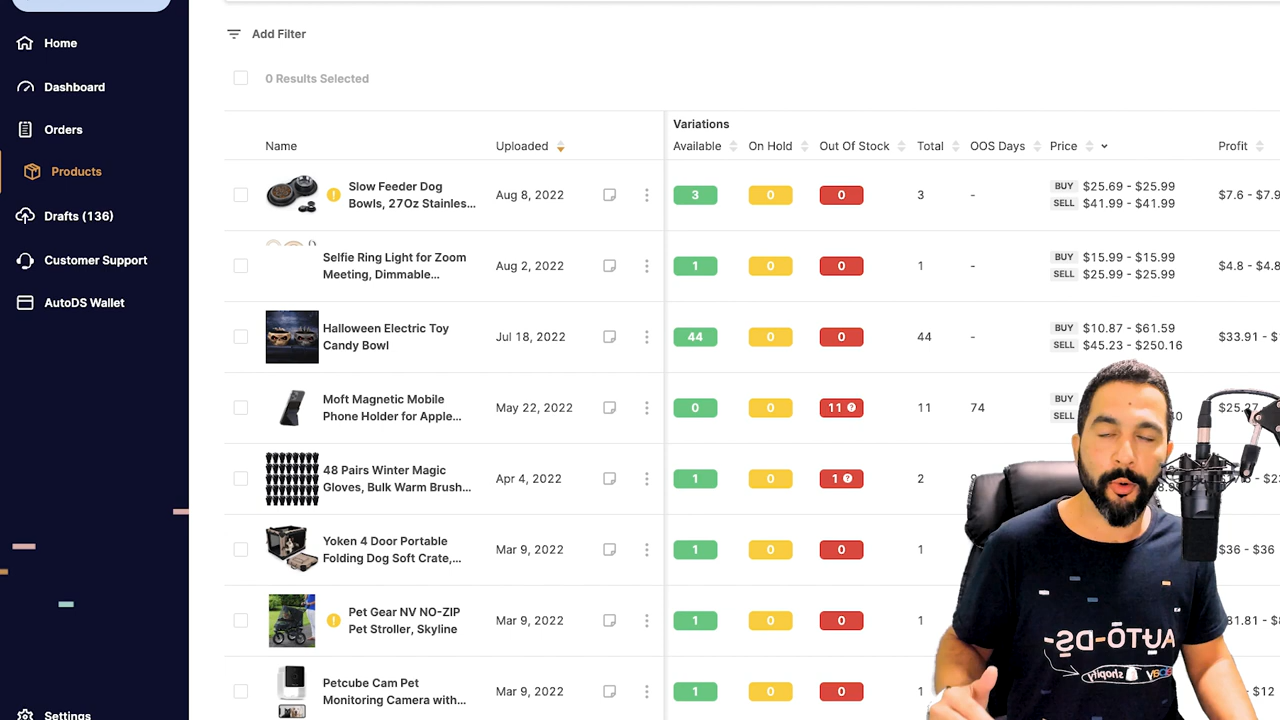 Home
Dashboard
Orders
Products
Drafts (136)
Customer Support
AutoDS Wallet
Settings
Add Filter
0 Results Selected
Variations
Name Uploaded Available On Hold Out Of Stock Total OOS Days Price Profit
Slow Feeder Dog
Bowls, 27Oz Stainles...
Aug 8, 2022 3 0 0 3 -
BUY $25.69 - $25.99
SELL $41.99 - $41.99
$7.6 - $7.9
Selfie Ring Light for Zoom
Meeting, Dimmable...
Aug 2, 2022 1 0 0 1 -
BUY $15.99 - $15.99
SELL $25.99 - $25.99
$4.8 - $4.8
Halloween Electric Toy
Candy Bowl
Jul 18, 2022 44 0 0 44 -
BUY $10.87 - $61.59
SELL $45.23 - $250.16
$33.91 - $1
Moft Magnetic Mobile
Phone Holder for Apple...
May 22, 2022 0 0 11 11 74
BUY
SELL
48 Pairs Winter Magic
Gloves, Bulk Warm Brush...
Apr 4, 2022 1 0 1 2
Yoken 4 Door Portable
Folding Dog Soft Crate,...
Mar 9, 2022 1 0 0 1
$36 - $36
Pet Gear NV NO-ZIP
Pet Stroller, Skyline
Mar 9, 2022 1 0 0 1
Petcube Cam Pet
Monitoring Camera with...
Mar 9, 2022 1 0 0 1
AUTO-DS
shopify
ebay